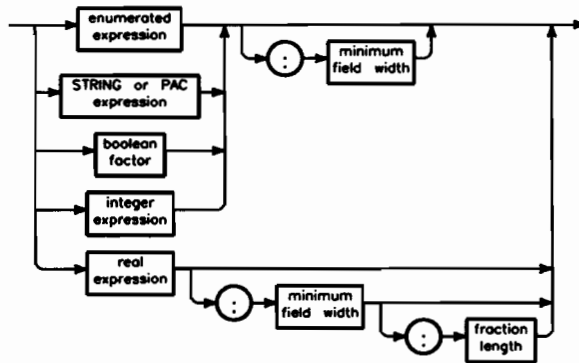 enumerated
expression
:
minimum
field width
STRING or PAC
expression
boolean
factor
integer
expression
real
expression
:
minimum
field width
:
fraction
length